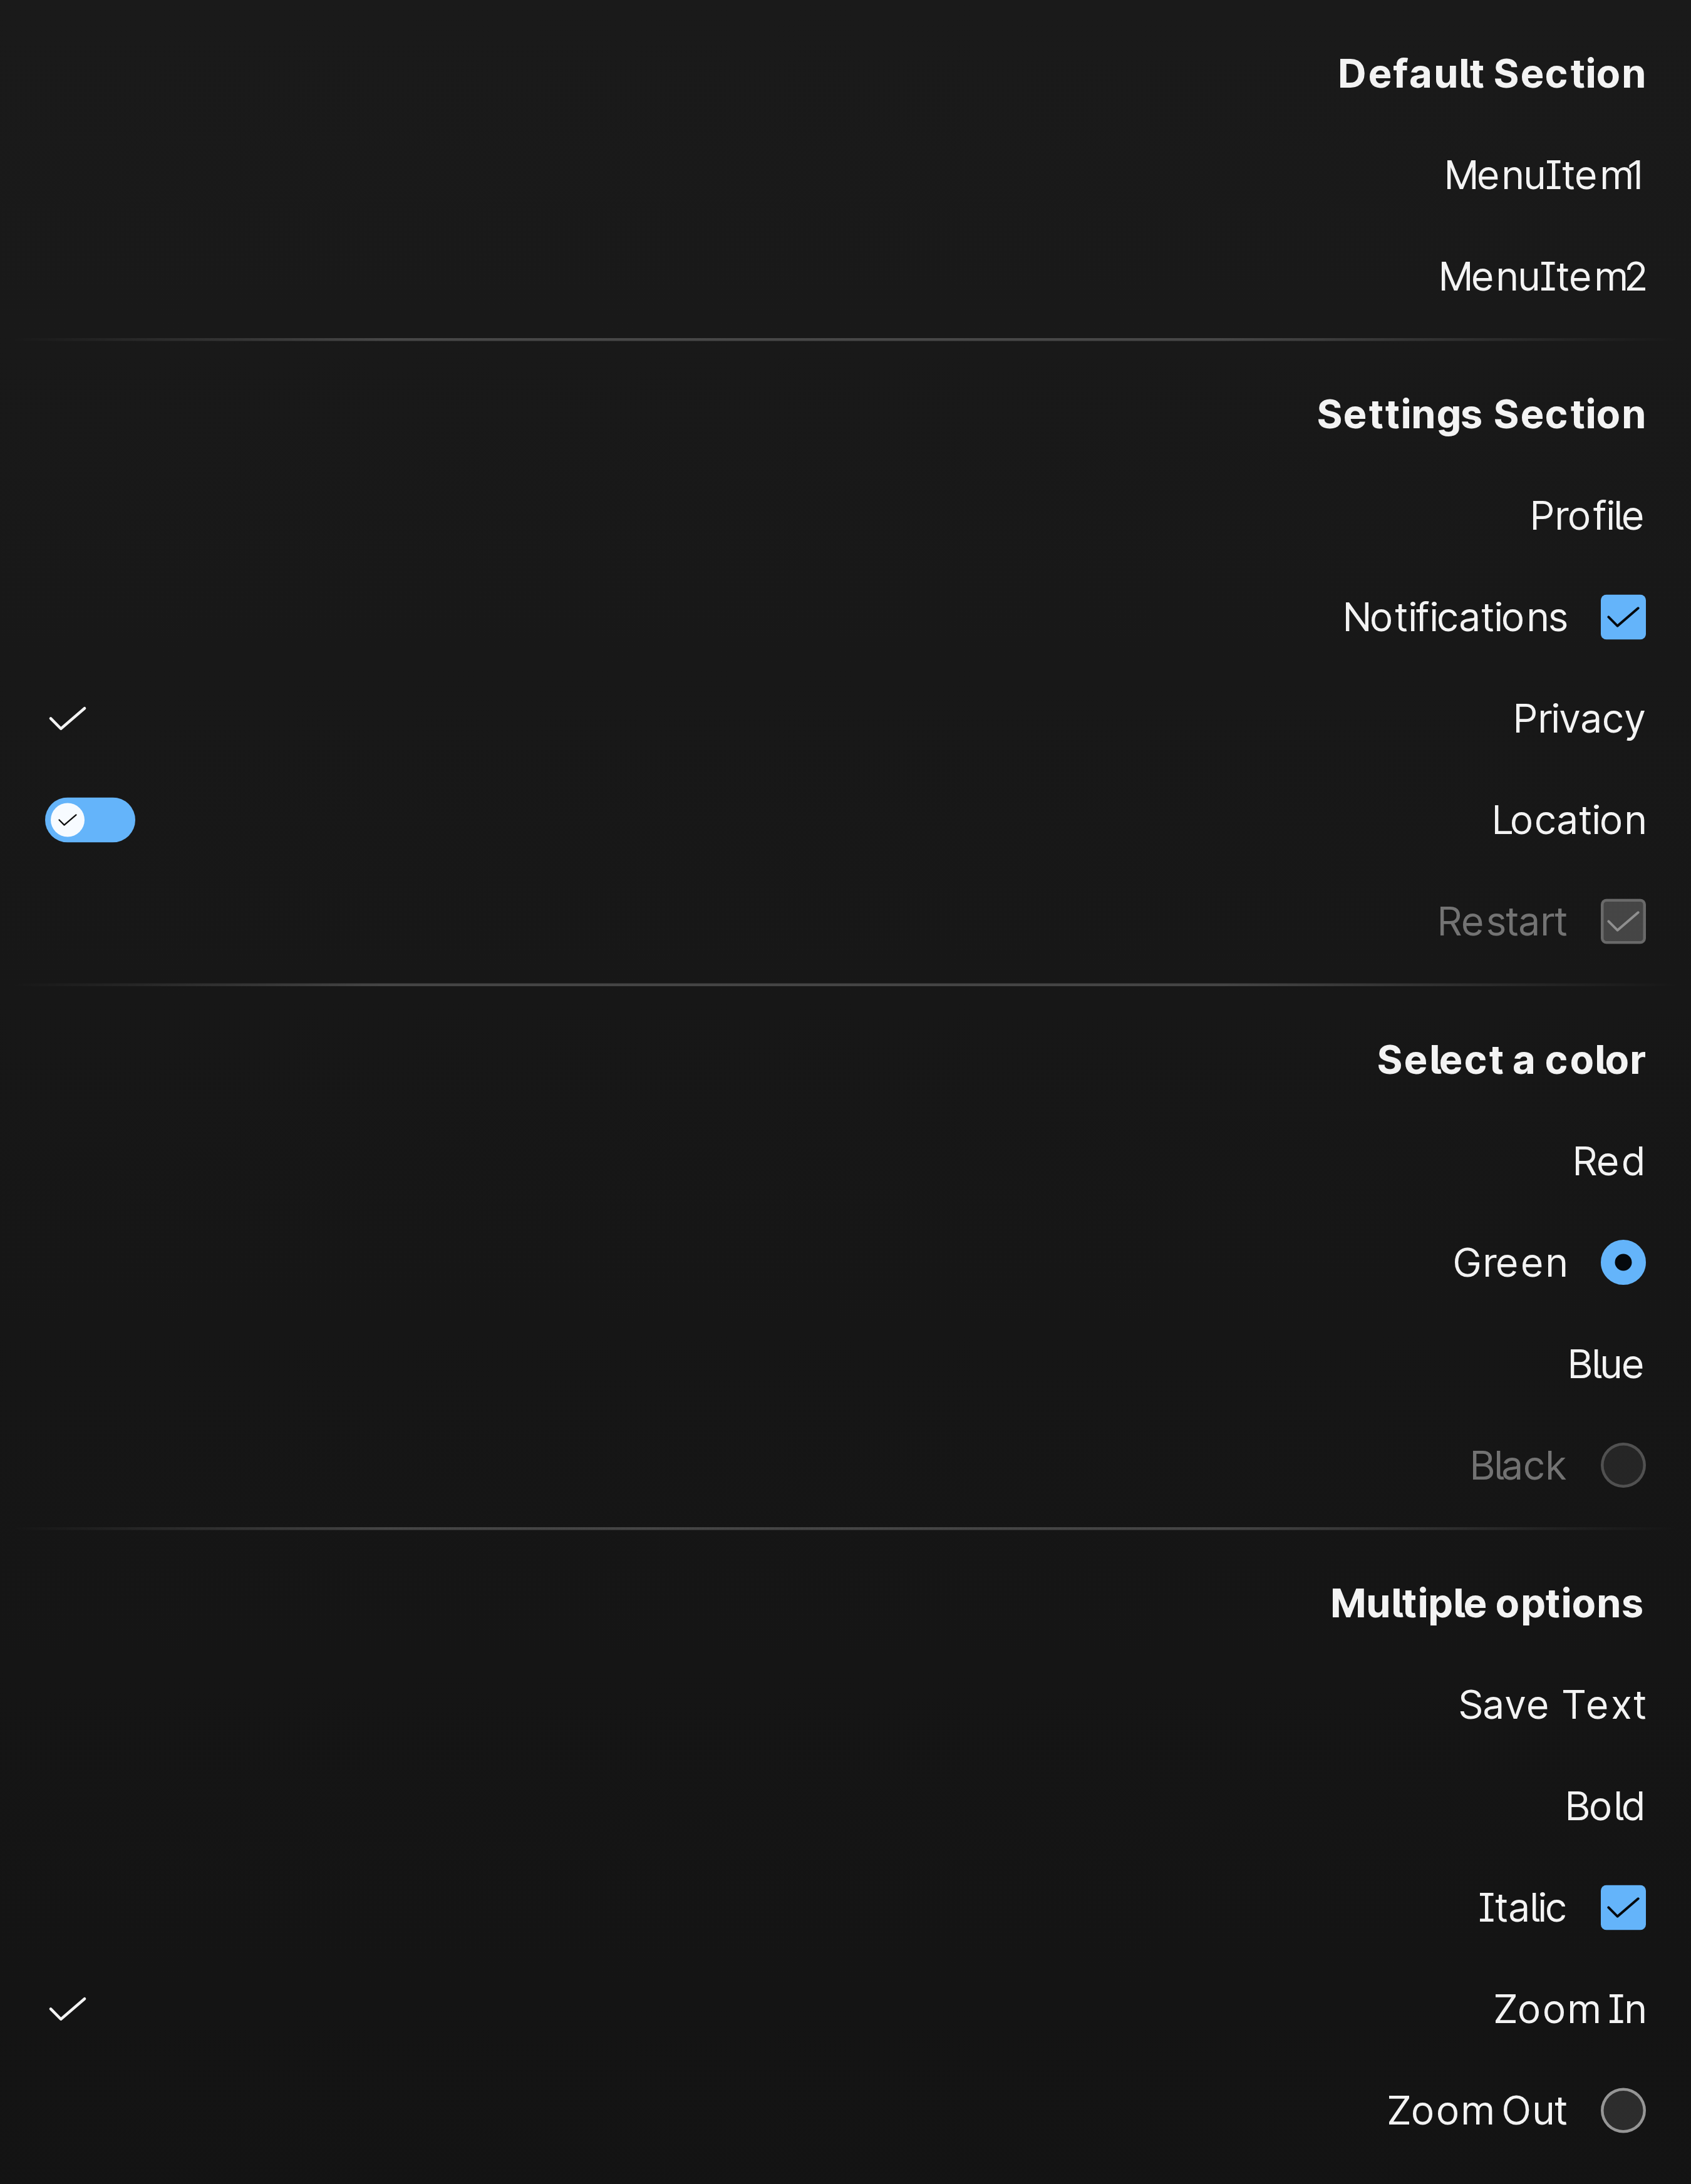 Default Section
MenuItem1
MenuItem2
Settings Section
Profile
Notifications
Privacy
Location
Restart
Select a color
Red
Green
Blue
Black
Multiple options
Save Text
Bold
Italic
Zoom In
Zoom Out